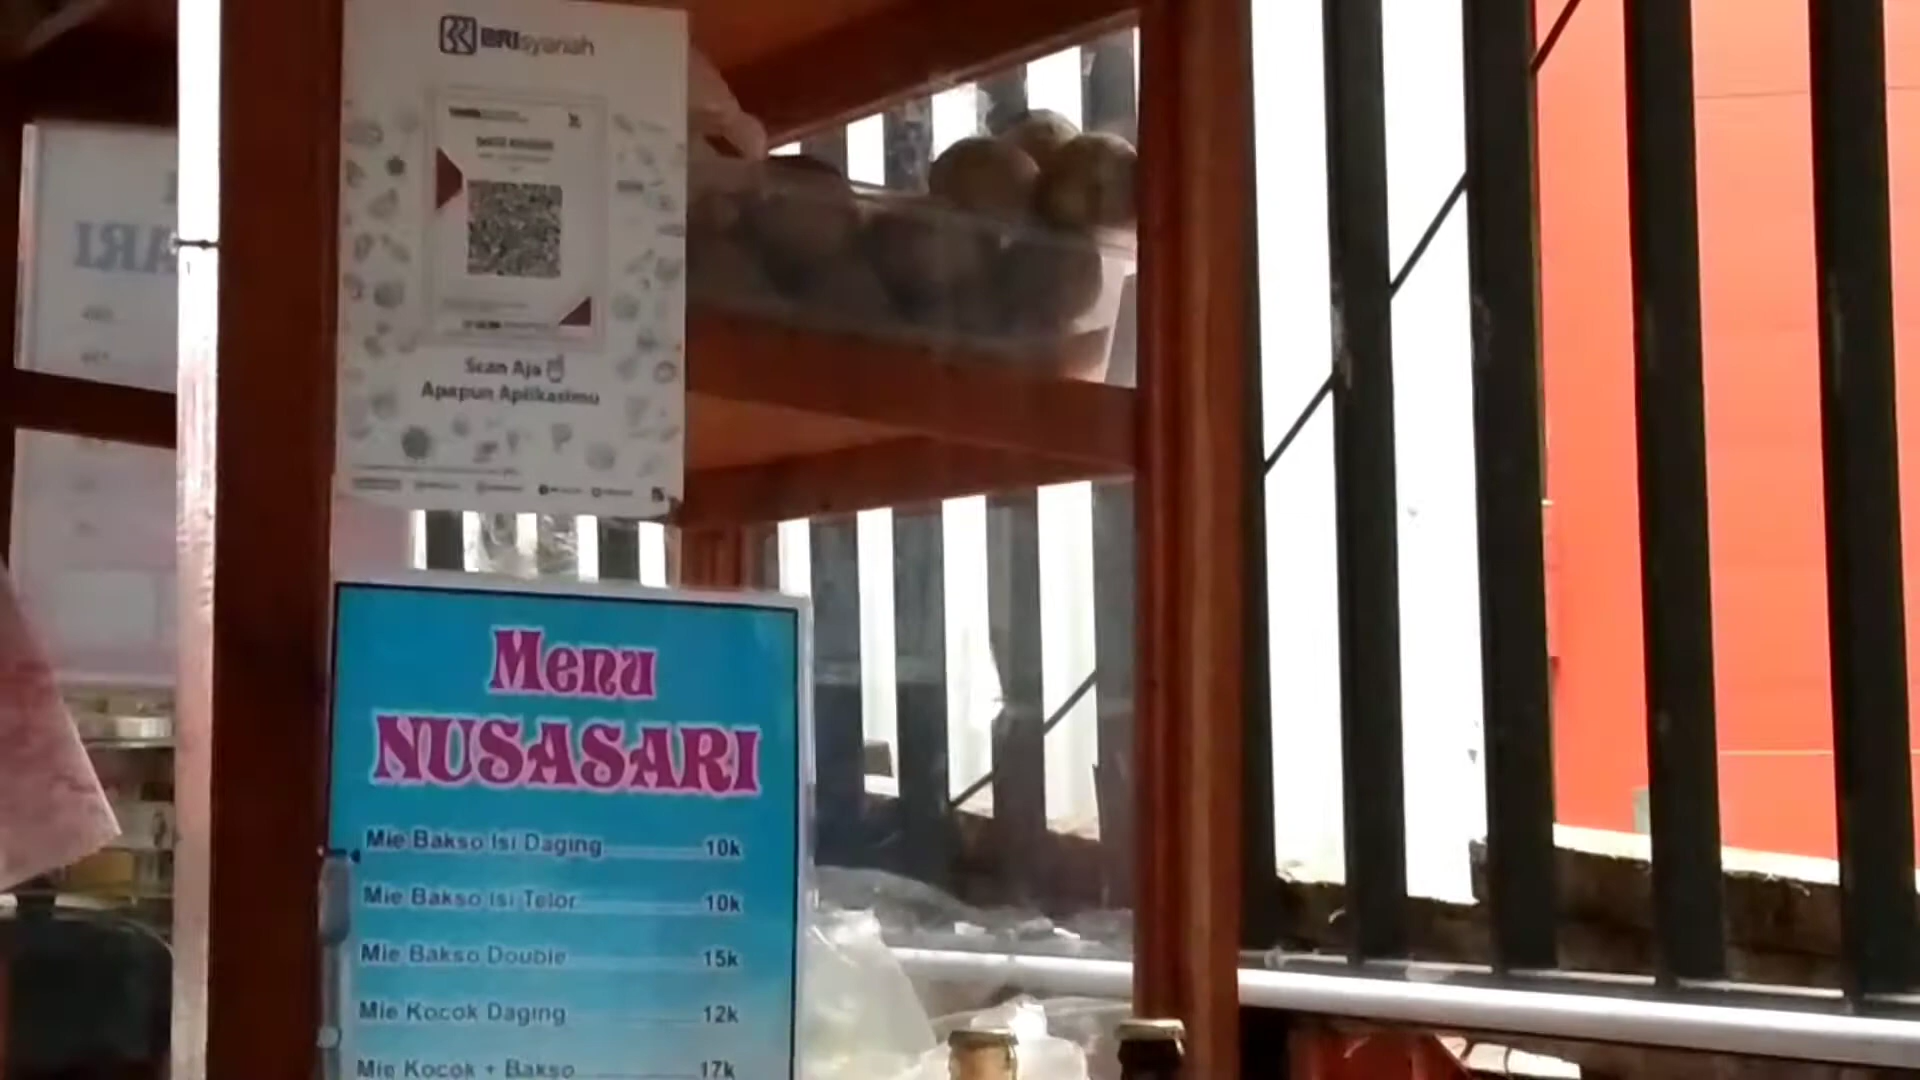 BRIsyariah
Scan Aja
Apapun Aplikasimu
Menu
NUSASARI
Mie Bakso Isi Daging 10k
Mie Bakso Isi Telor 10k
Mie Bakso Double 15k
Mie Kocok Daging 12k
Mie Kocok + Bakso 17k